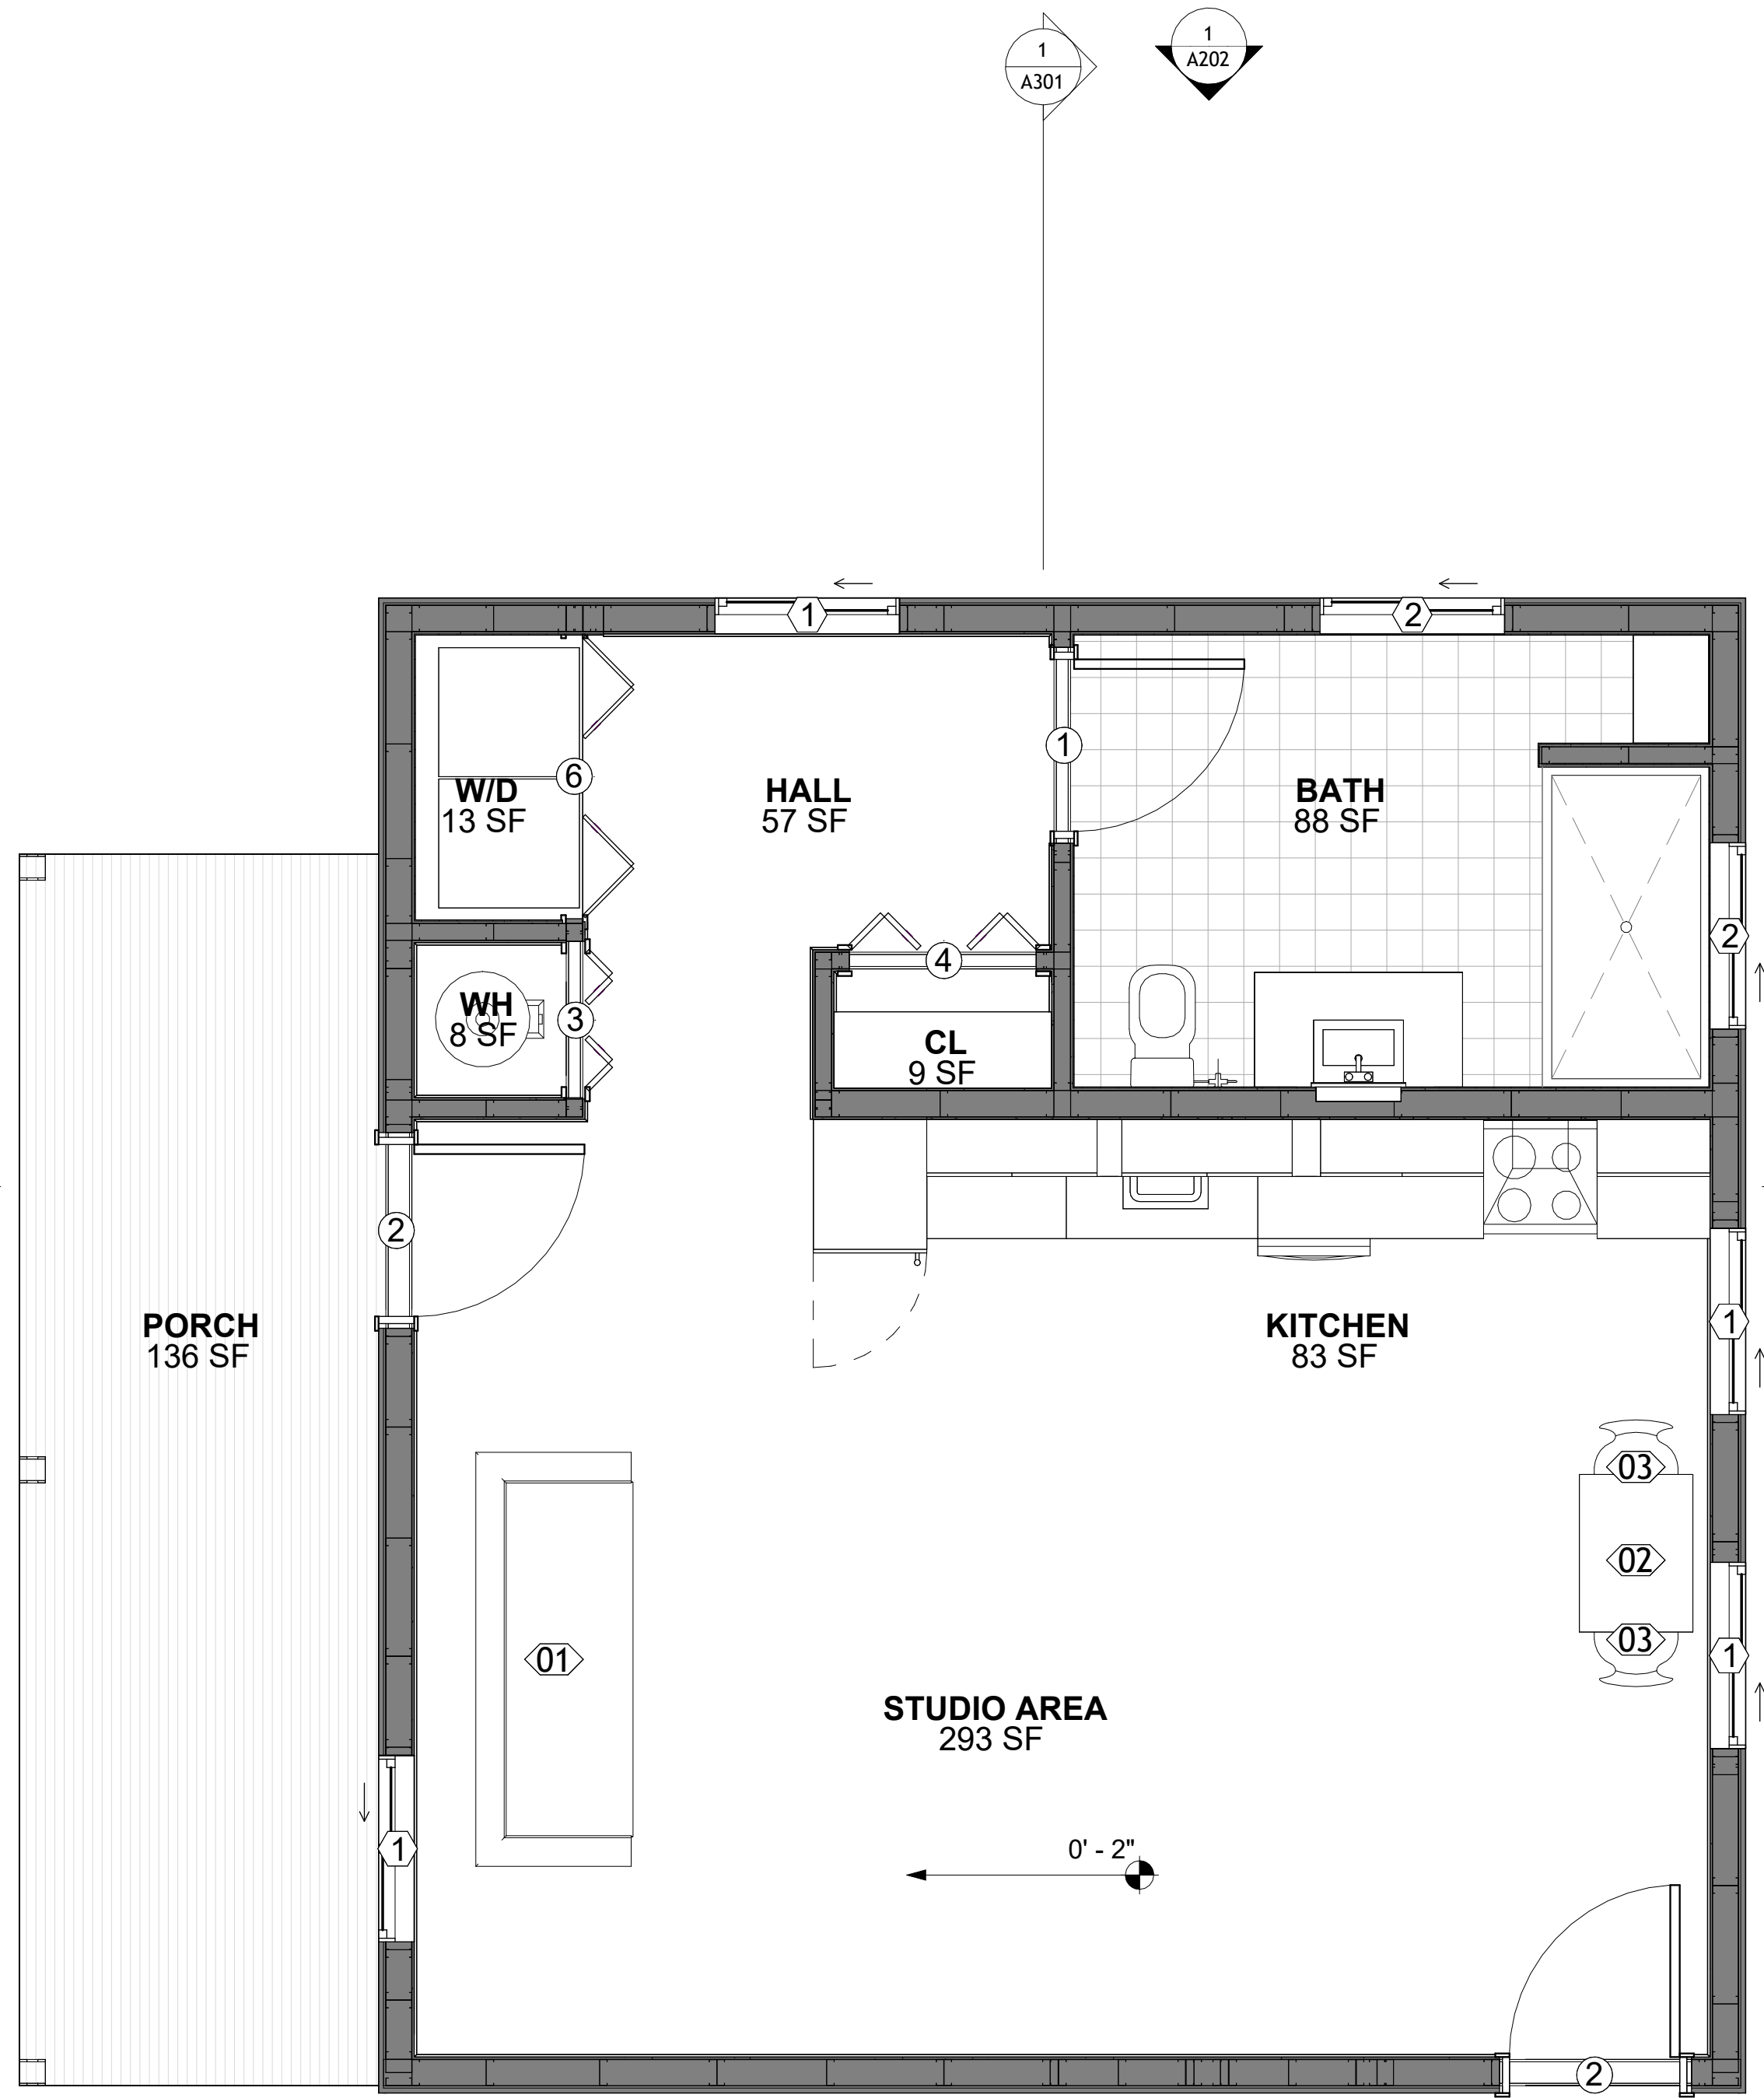 1
A301
1
A202
1
2
1
6
W/D
13 SF
HALL
57 SF
BATH
88 SF
2
4
WH
8 SF
3
CL
9 SF
2
PORCH
136 SF
KITCHEN
83 SF
1
03
02
03
01
1
STUDIO AREA
293 SF
1
0' - 2"
2